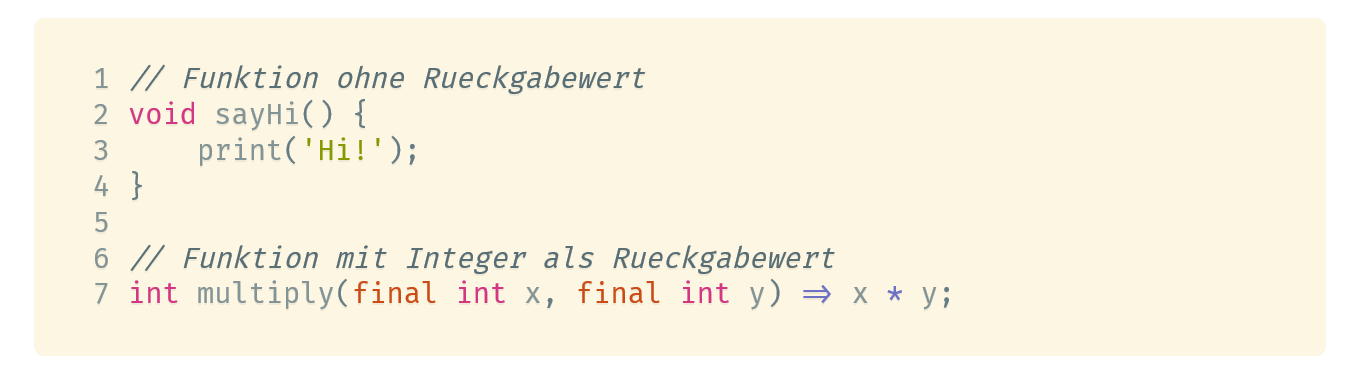 1 // Funktion ohne Rueckgabewert
2 void sayHi() {
3     print('Hi!');
4 }
5
6 // Funktion mit Integer als Rueckgabewert
7 int multiply(final int x, final int y) => x * y;